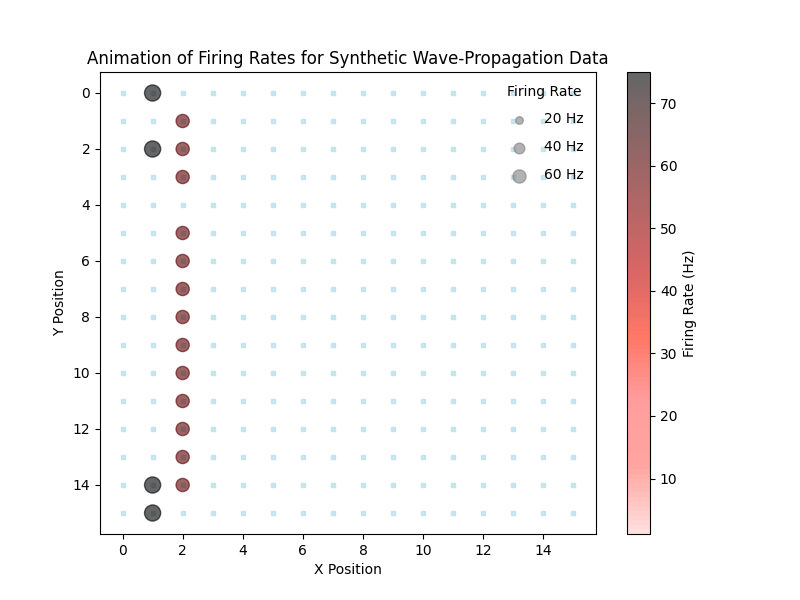 Animation of Firing Rates for Synthetic Wave-Propagation Data
Firing Rate
20 Hz
40 Hz
60 Hz
0
2
4
6
8
10
12
14
Y Position
0 2 4 6 8 10 12 14
X Position
70
60
50
40
30
20
10
Firing Rate (Hz)